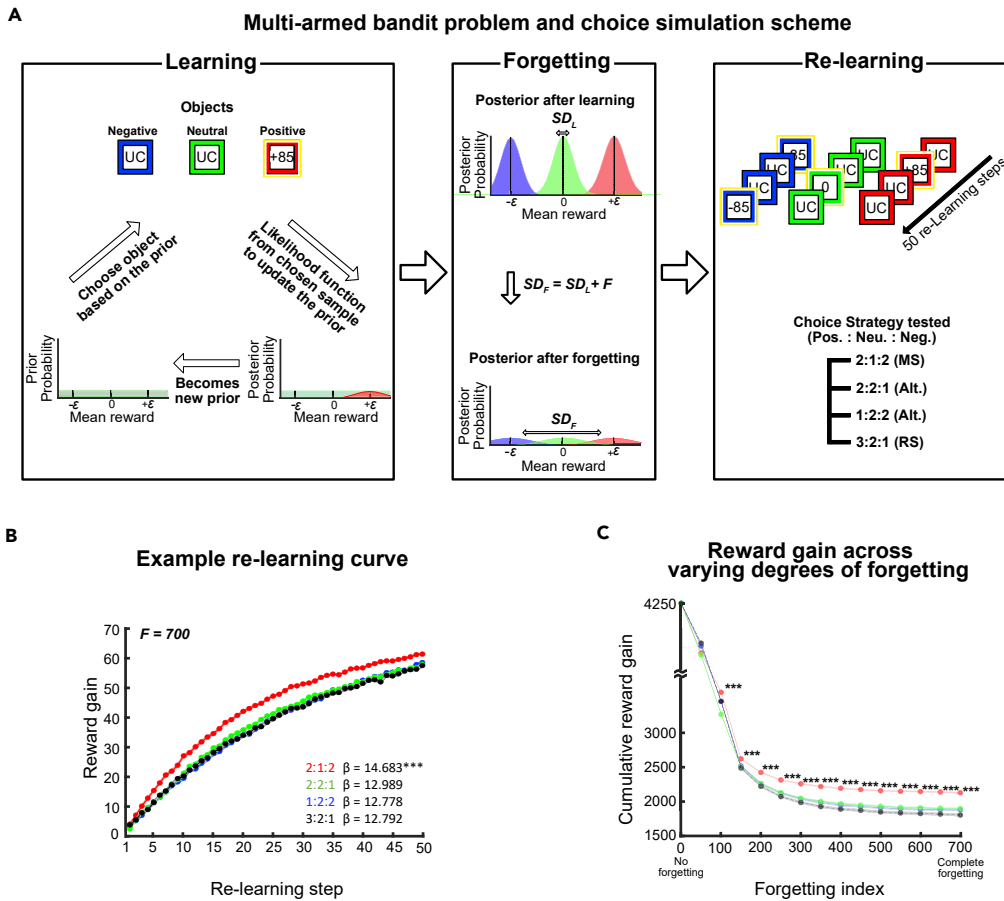 A
Multi-armed bandit problem and choice simulation scheme
Learning
Objects
Negative Neutral Positive
UC UC +85
Choose object
based on the prior
Likelihood function
from chosen sample
to update the prior
Prior
Probability
-ε 0 +ε
Mean reward
Becomes
new prior
Posterior
Probability
-ε 0 +ε
Mean reward
Forgetting
Posterior after learning
SD_L
Posterior
Probability
-ε 0 +ε
Mean reward
SD_F = SD_L + F
Posterior after forgetting
SD_F
Posterior
Probability
-ε 0 +ε
Mean reward
Re-learning
-85 UC UC
UC UC +85
UC 0 UC
-85 UC UC
50 re-Learning steps
Choice Strategy tested
(Pos. : Neu. : Neg.)
2:1:2 (MS)
2:2:1 (Alt.)
1:2:2 (Alt.)
3:2:1 (RS)
B
Example re-learning curve
F = 700
Reward gain
70
60
50
40
30
20
10
0
2:1:2 β = 14.683***
2:2:1 β = 12.989
1:2:2 β = 12.778
3:2:1 β = 12.792
1 5 10 15 20 25 30 35 40 45 50
Re-learning step
C
Reward gain across
varying degrees of forgetting
Cumulative reward gain
4250
3000
2500
2000
1500
*** *** *** *** *** *** *** *** *** *** *** *** ***
0 100 200 300 400 500 600 700
No
forgetting
Complete
forgetting
Forgetting index